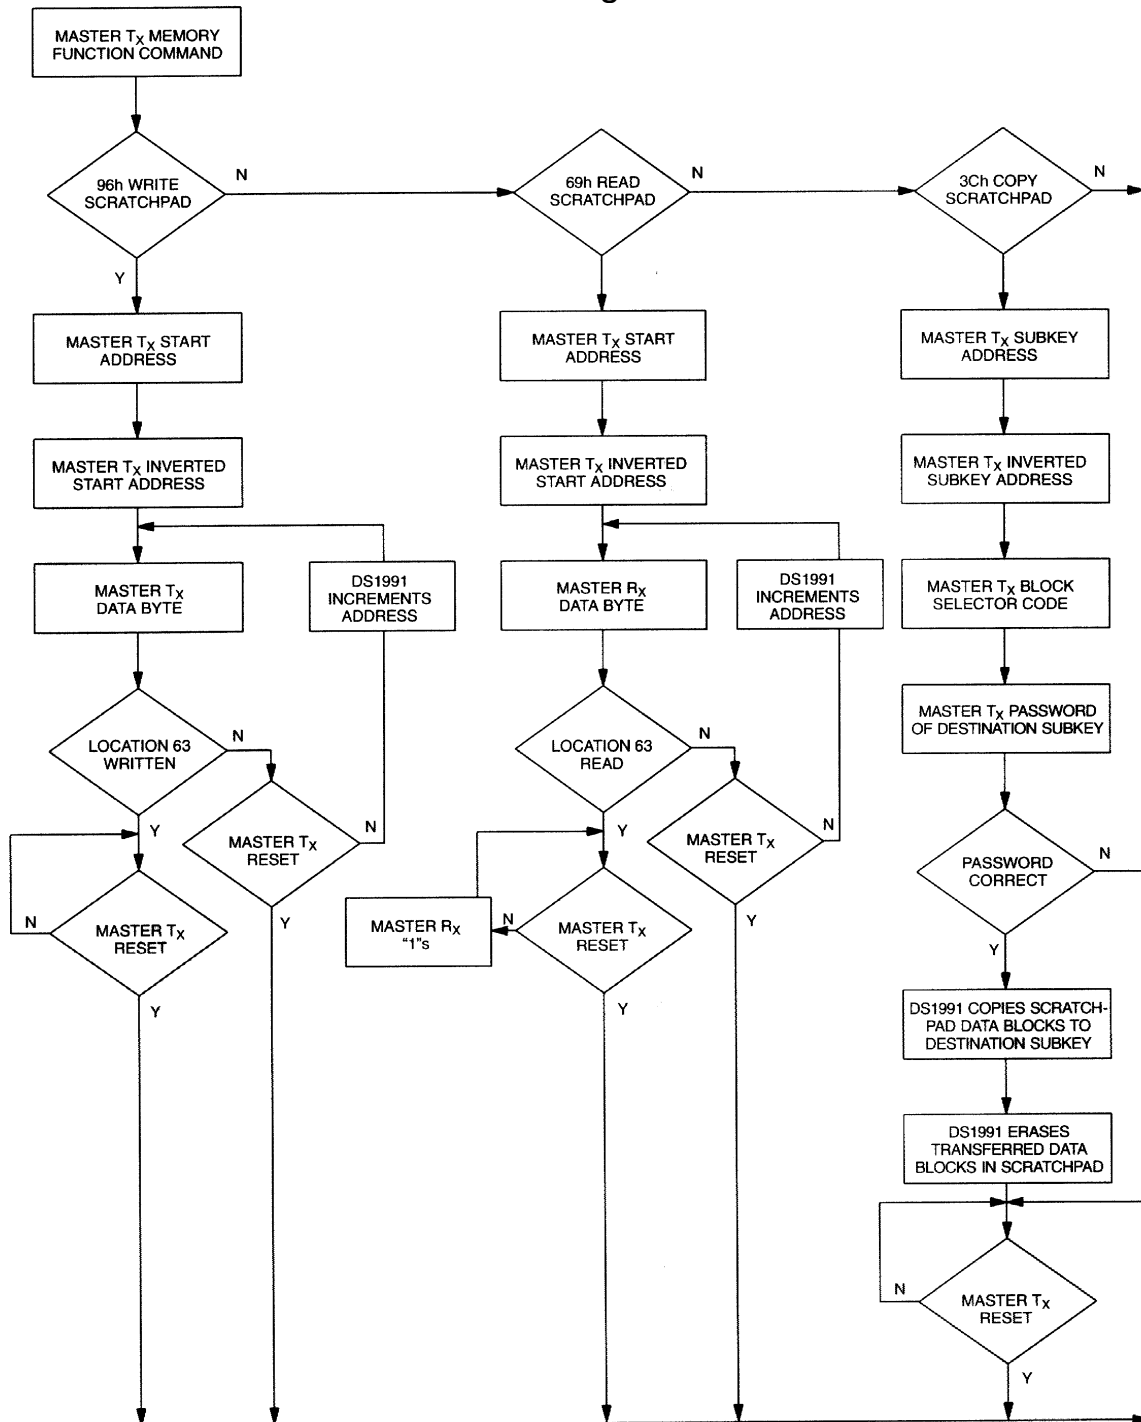 g
MASTER TX MEMORY
FUNCTION COMMAND
96h WRITE
SCRATCHPAD
N
Y
69h READ
SCRATCHPAD
N
3Ch COPY
SCRATCHPAD
N
MASTER TX START
ADDRESS
MASTER TX START
ADDRESS
MASTER TX SUBKEY
ADDRESS
MASTER TX INVERTED
START ADDRESS
MASTER TX INVERTED
START ADDRESS
MASTER TX INVERTED
SUBKEY ADDRESS
MASTER TX
DATA BYTE
DS1991
INCREMENTS
ADDRESS
MASTER RX
DATA BYTE
DS1991
INCREMENTS
ADDRESS
MASTER TX BLOCK
SELECTOR CODE
MASTER TX PASSWORD
OF DESTINATION SUBKEY
LOCATION 63
WRITTEN
N
Y
MASTER TX
RESET
N
Y
MASTER TX
RESET
N
Y
LOCATION 63
READ
N
Y
MASTER TX
RESET
N
Y
MASTER RX
"1"s
N
MASTER TX
RESET
Y
PASSWORD
CORRECT
N
Y
DS1991 COPIES SCRATCH-
PAD DATA BLOCKS TO
DESTINATION SUBKEY
DS1991 ERASES
TRANSFERRED DATA
BLOCKS IN SCRATCHPAD
N
MASTER TX
RESET
Y